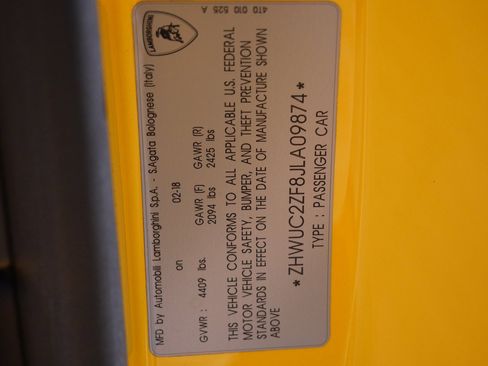 4T0 010 525 A
LAMBORGHINI
MFD by Automobili Lamborghini S.p.A. - S.Agata Bolognese (Italy)
on 02-18
GVWR : 4409 lbs. GAWR (F) 2094 lbs GAWR (R) 2425 lbs
THIS VEHICLE CONFORMS TO ALL APPLICABLE U.S. FEDERAL
MOTOR VEHICLE SAFETY, BUMPER, AND THEFT PREVENTION
STANDARDS IN EFFECT ON THE DATE OF MANUFACTURE SHOWN
ABOVE
*ZHWUC2ZF8JLA09874*
TYPE : PASSENGER CAR